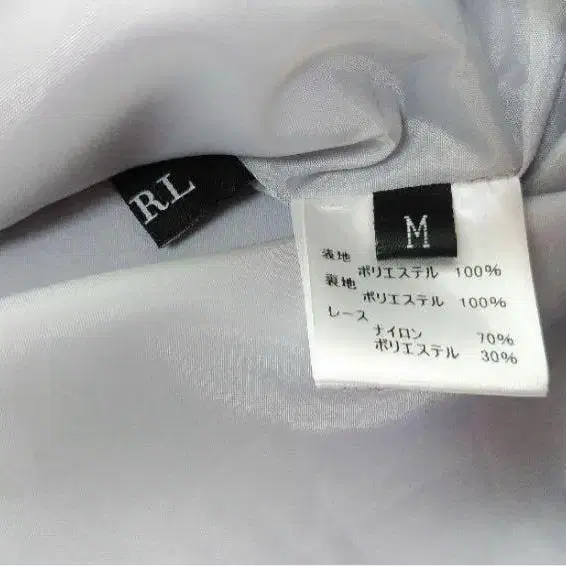 RL
M
表地
ポリエステル 100%
裏地
ポリエステル 100%
レース
ナイロン 70%
ポリエステル 30%